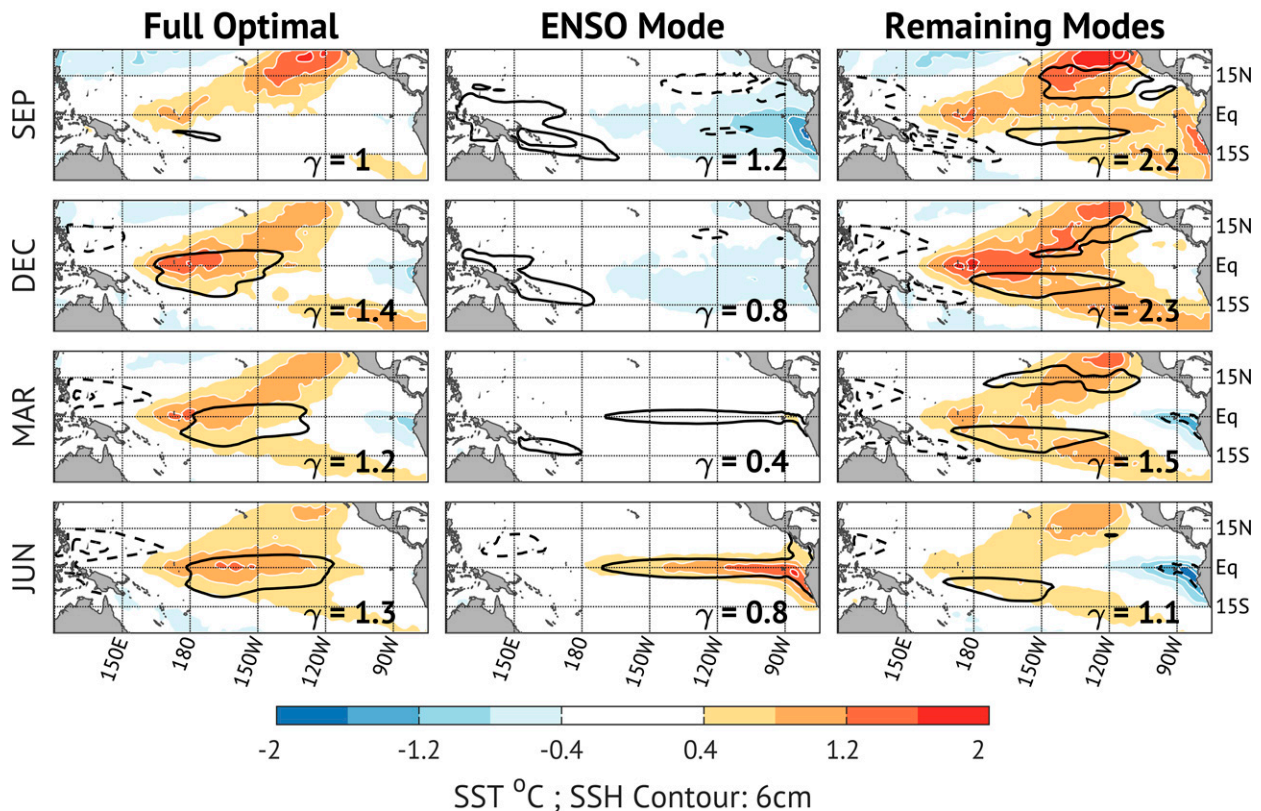 Full Optimal ENSO Mode Remaining Modes
SEP γ = 1 γ = 1.2 γ = 2.2 15N Eq 15S
DEC γ = 1.4 γ = 0.8 γ = 2.3 15N Eq 15S
MAR γ = 1.2 γ = 0.4 γ = 1.5 15N Eq 15S
JUN γ = 1.3 γ = 0.8 γ = 1.1 15N Eq 15S
150E 180 150W 120W 90W 150E 180 150W 120W 90W 150E 180 150W 120W 90W
-2 -1.2 -0.4 0.4 1.2 2
SST °C ; SSH Contour: 6cm